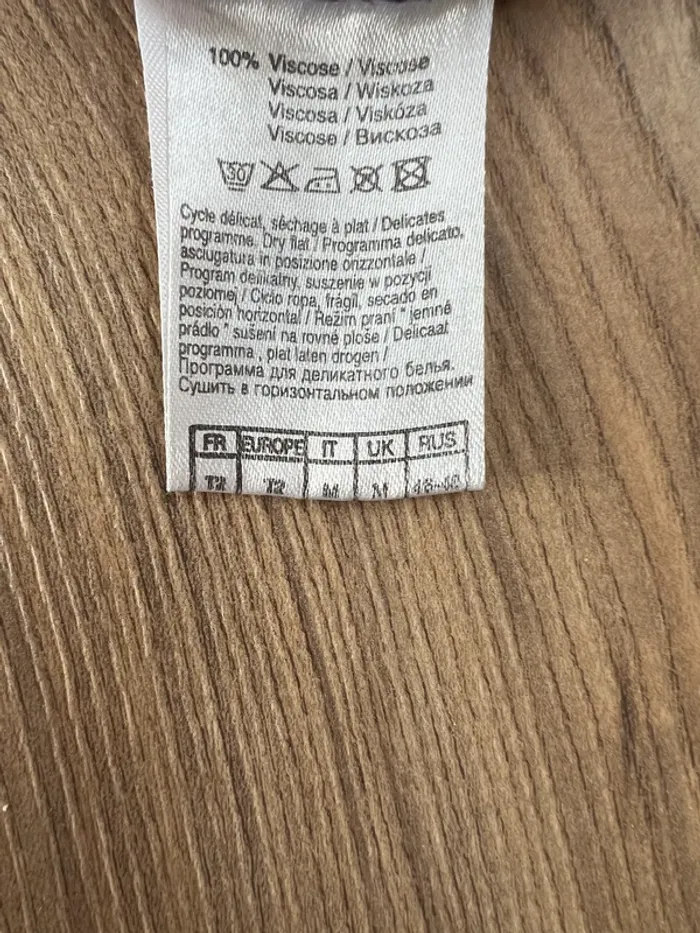 100% Viscose / Viscose
Viscosa / Wiskoza
Viscosa / Viskóza
Viscose / Вискоза
30
Cycle délicat, séchage à plat / Delicates
programme. Dry flat / Programma delicato,
asciugatura in posizione orizzontale /
Program delikatny, suszenie w pozycji
poziomej / Ciclo ropa, frágil, secado en
posición horizontal / Režim praní " jemné
prádlo " sušení na rovné ploše / Delicaat
programma , plat laten drogen /
Программа для деликатного белья.
Сушить в горизонтальном положении
FR EUROPE IT UK RUS
T2 T2 M M